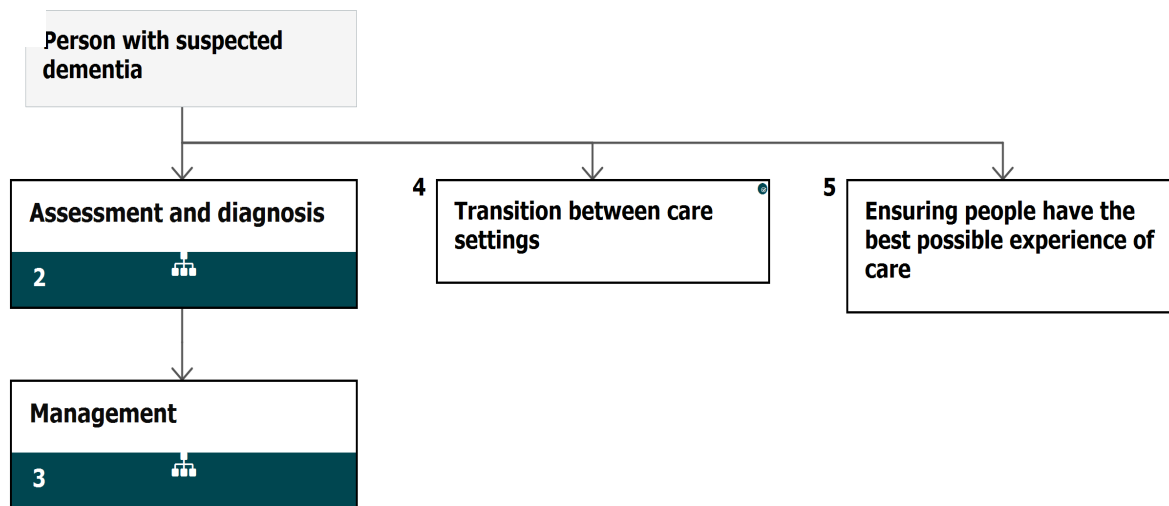 Person with suspected
dementia
Assessment and diagnosis
2
4
Transition between care
settings
5
Ensuring people have the
best possible experience of
care
Management
3